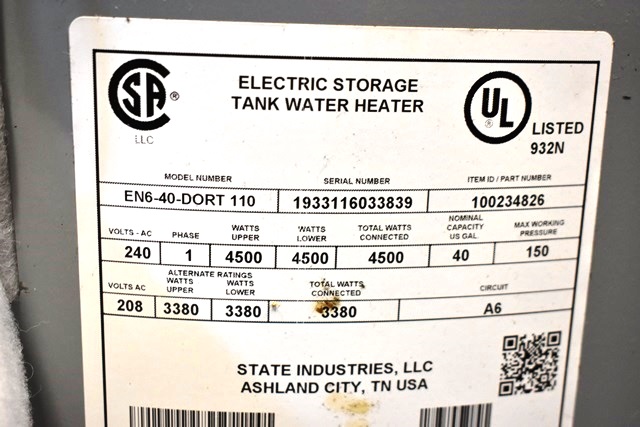 SA ®
LLC
ELECTRIC STORAGE
TANK WATER HEATER
UL ®
LISTED
932N
MODEL NUMBER SERIAL NUMBER ITEM ID / PART NUMBER
EN6-40-DORT 110 1933116033839 100234826
VOLTS - AC PHASE WATTS UPPER WATTS LOWER TOTAL WATTS CONNECTED NOMINAL CAPACITY US GAL MAX WORKING PRESSURE
240 1 4500 4500 4500 40 150
ALTERNATE RATINGS
VOLTS AC WATTS UPPER WATTS LOWER TOTAL WATTS CONNECTED CIRCUIT
208 3380 3380 3380 A6
STATE INDUSTRIES, LLC
ASHLAND CITY, TN USA